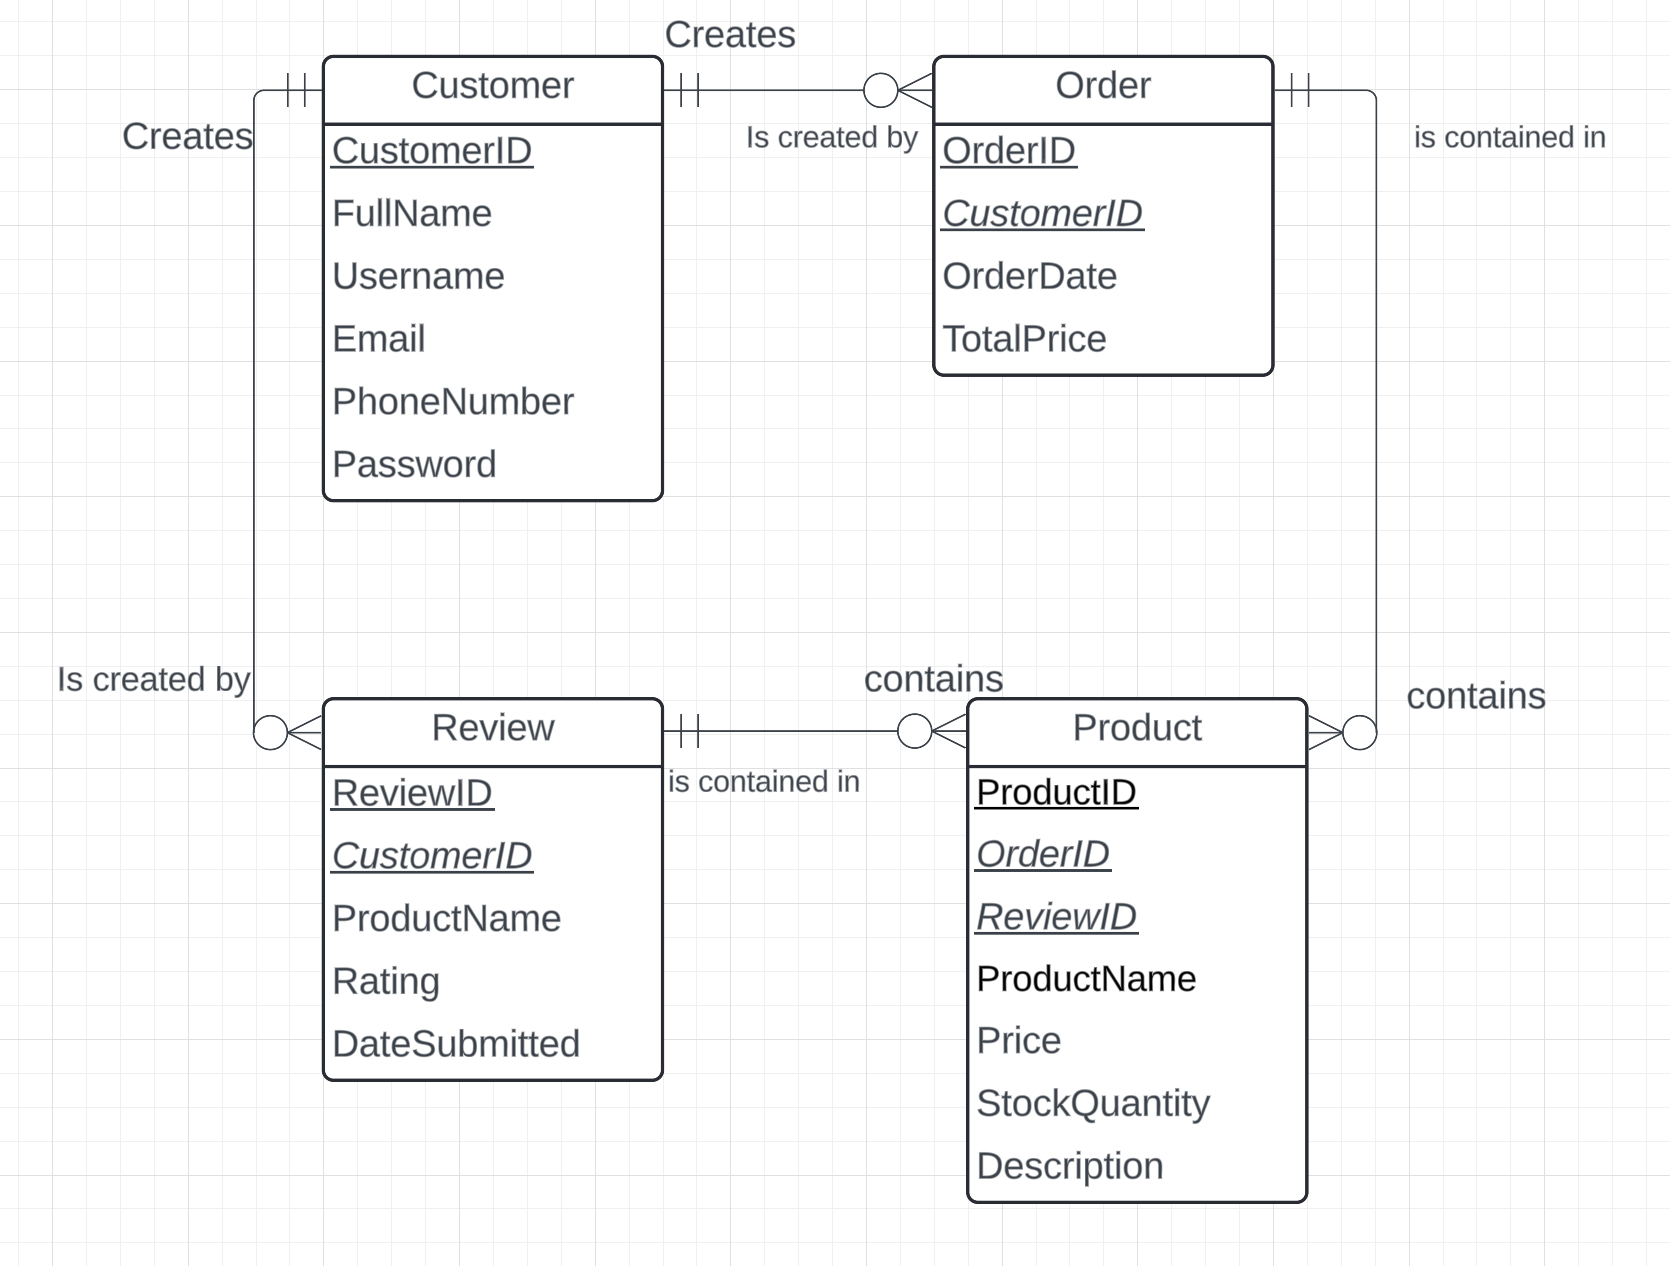 Creates
Customer
Order
Creates
Is created by
is contained in
CustomerID
FullName
Username
Email
PhoneNumber
Password
OrderID
CustomerID
OrderDate
TotalPrice
Is created by
contains
contains
Review
Product
is contained in
ReviewID
CustomerID
ProductName
Rating
DateSubmitted
ProductID
OrderID
ReviewID
ProductName
Price
StockQuantity
Description